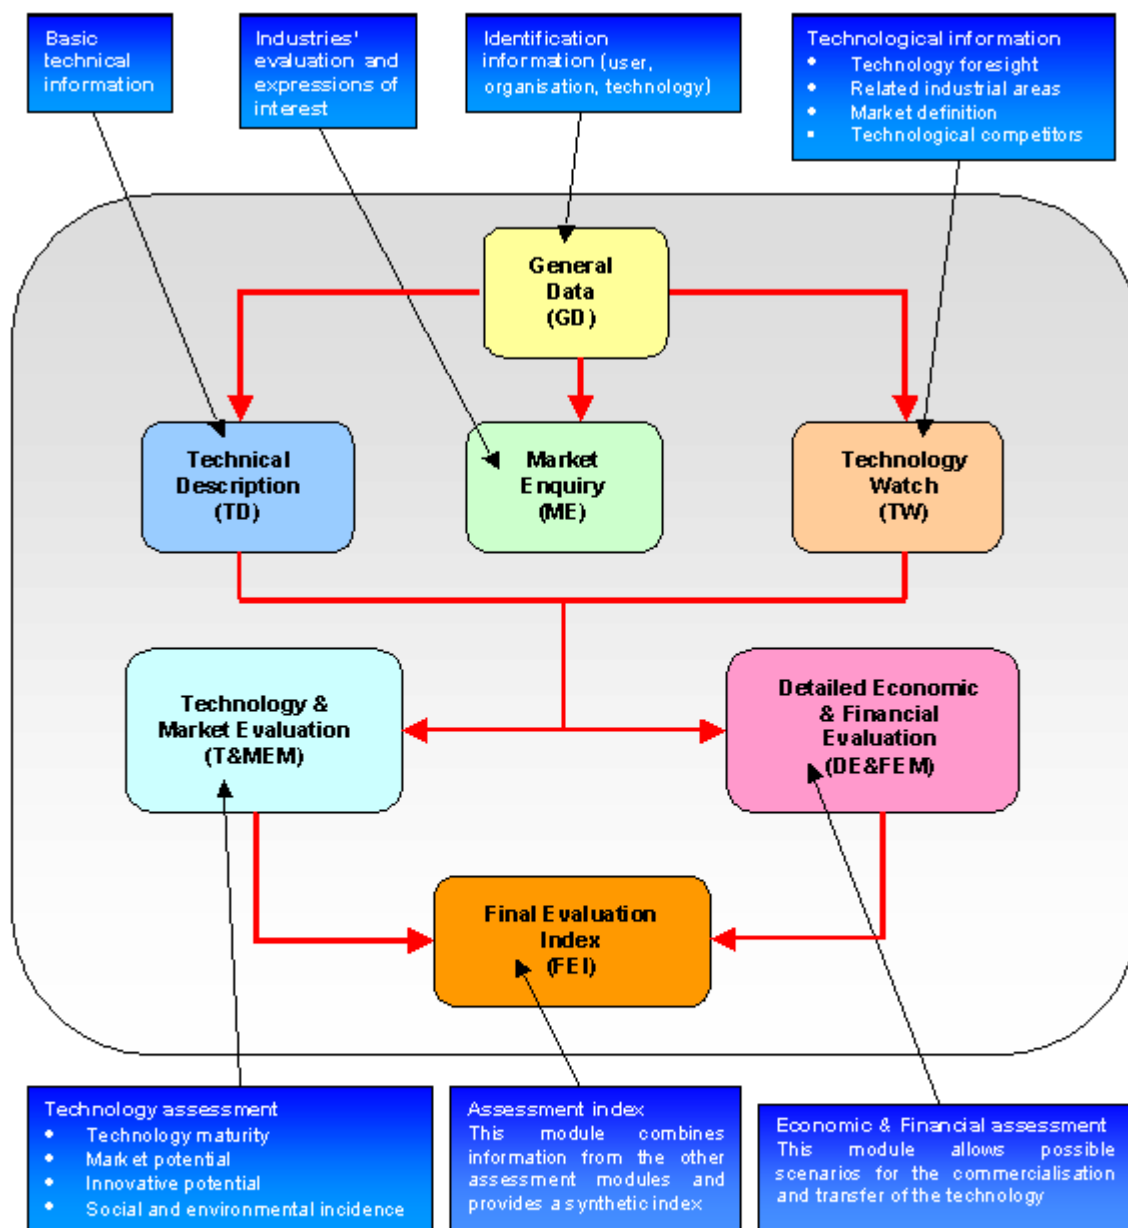 Basic
technical
information
Industries'
evaluation and
expressions of
interest
Identification
information (user,
organisation, technology)
Technological information
• Technology foresight
• Related industrial areas
• Market definition
• Technological competitors
General
Data
(GD)
Technical
Description
(TD)
Market
Enquiry
(ME)
Technology
Watch
(TW)
Technology &
Market Evaluation
(T&MEM)
Detailed Economic
& Financial
Evaluation
(DE&FEM)
Final Evaluation
Index
(FEI)
Technology assessment
• Technology maturity
• Market potential
• Innovative potential
• Social and environmental incidence
Assessment index
This module combines
information from the other
assessment modules and
provides a synthetic index
Economic & Financial assessment
This module allows possible
scenarios for the commercialisation
and transfer of the technology